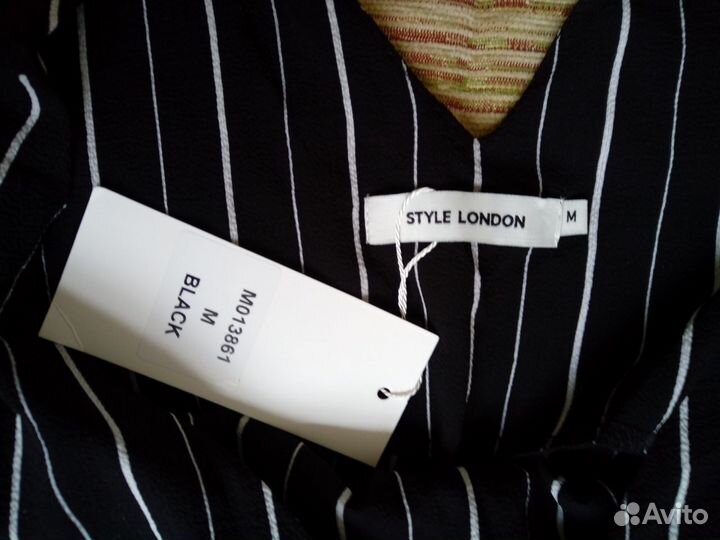 STYLE LONDON
M
M013861
M
BLACK
Avito